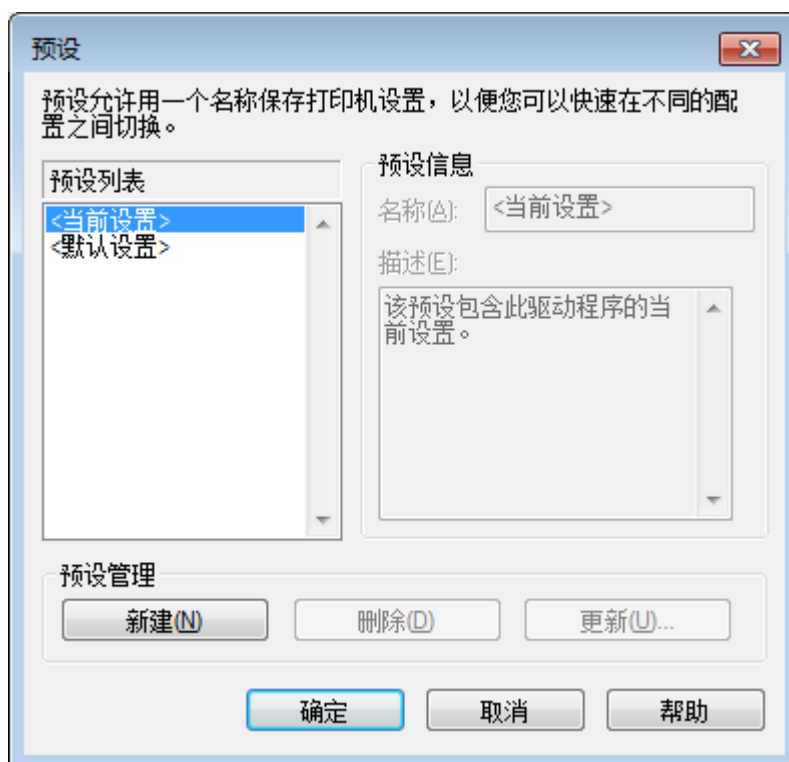 预设
预设允许用一个名称保存打印机设置，以便您可以快速在不同的配
置之间切换。
预设列表
<当前设置>
<默认设置>
预设信息
名称(A):
<当前设置>
描述(E):
该预设包含此驱动程序的当
前设置。
预设管理
新建(N)
删除(D)
更新(U)...
确定
取消
帮助